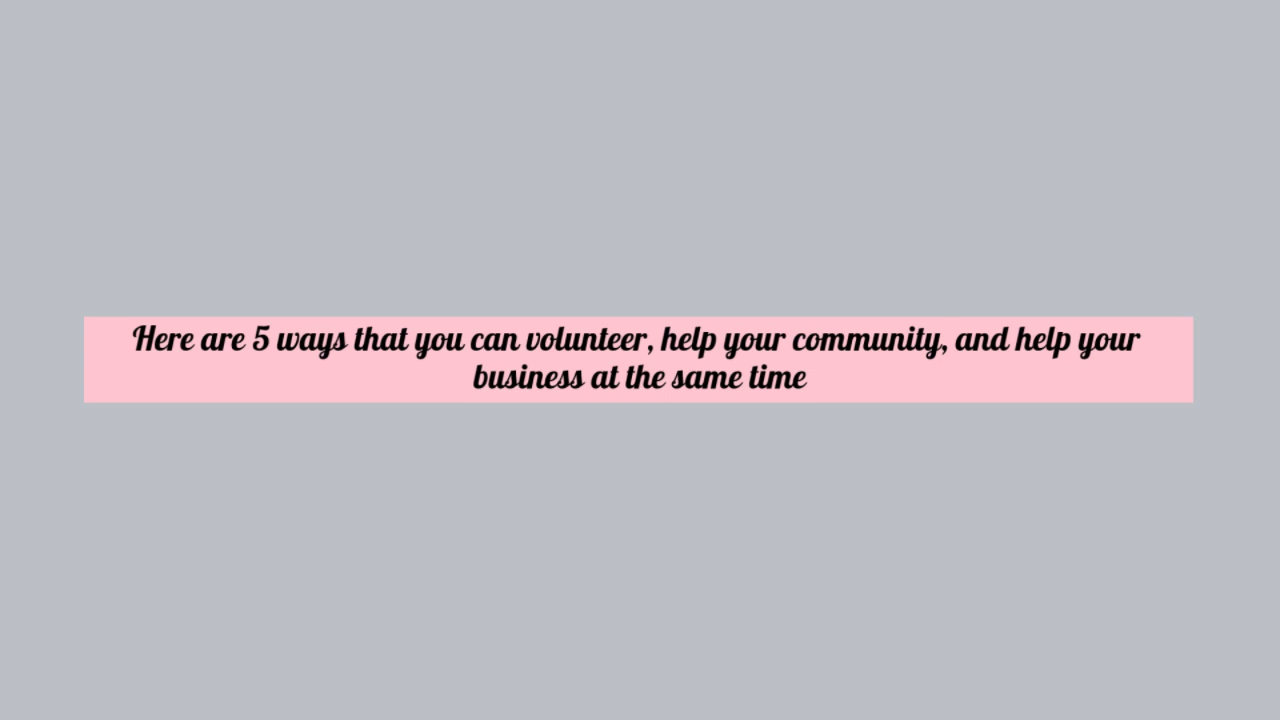 Here are 5 ways that you can volunteer, help your community, and help your
business at the same time